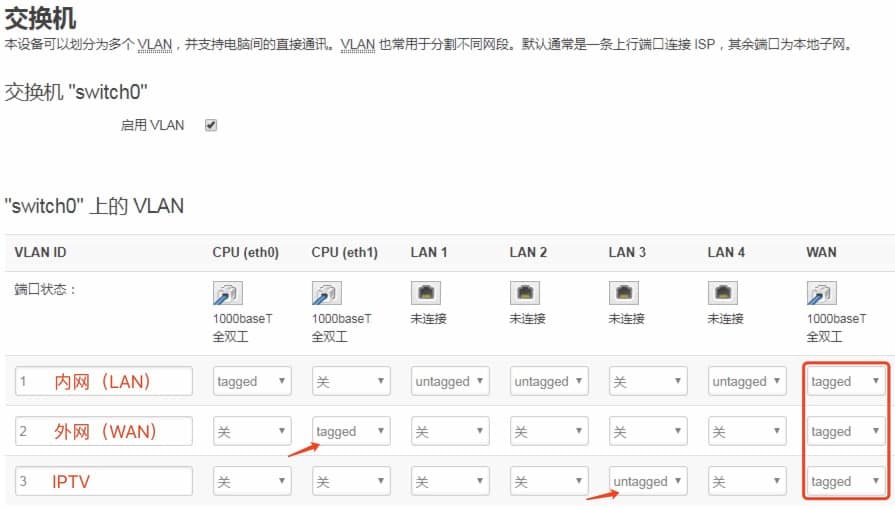 交换机
本设备可以划分为多个 VLAN，并支持电脑间的直接通讯。VLAN 也常用于分割不同网段。默认通常是一条上行端口连接 ISP，其余端口为本地子网。
交换机 "switch0"
启用 VLAN
"switch0" 上的 VLAN
VLAN ID CPU (eth0) CPU (eth1) LAN 1 LAN 2 LAN 3 LAN 4 WAN
端口状态：
1000baseT 1000baseT 未连接 未连接 未连接 未连接 1000baseT
全双工 全双工 全双工
1 内网（LAN） tagged 关 untagged untagged 关 untagged tagged
2 外网（WAN） 关 tagged 关 关 关 关 tagged
3 IPTV 关 关 关 关 untagged 关 tagged